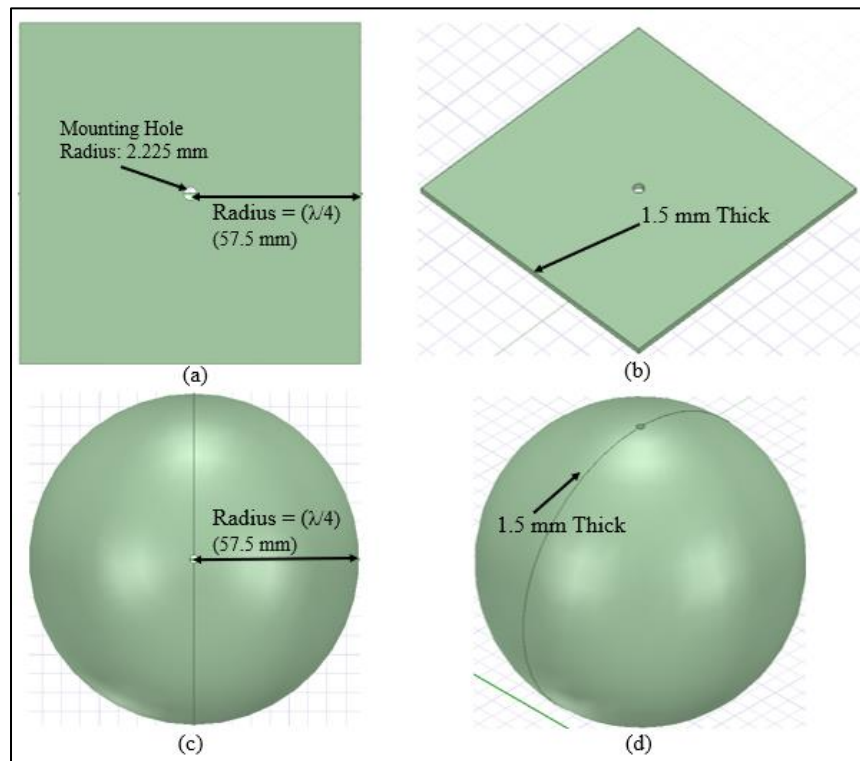 Mounting Hole
Radius: 2.225 mm
Radius = (λ/4)
(57.5 mm)
(a)
1.5 mm Thick
(b)
Radius = (λ/4)
(57.5 mm)
(c)
1.5 mm Thick
(d)